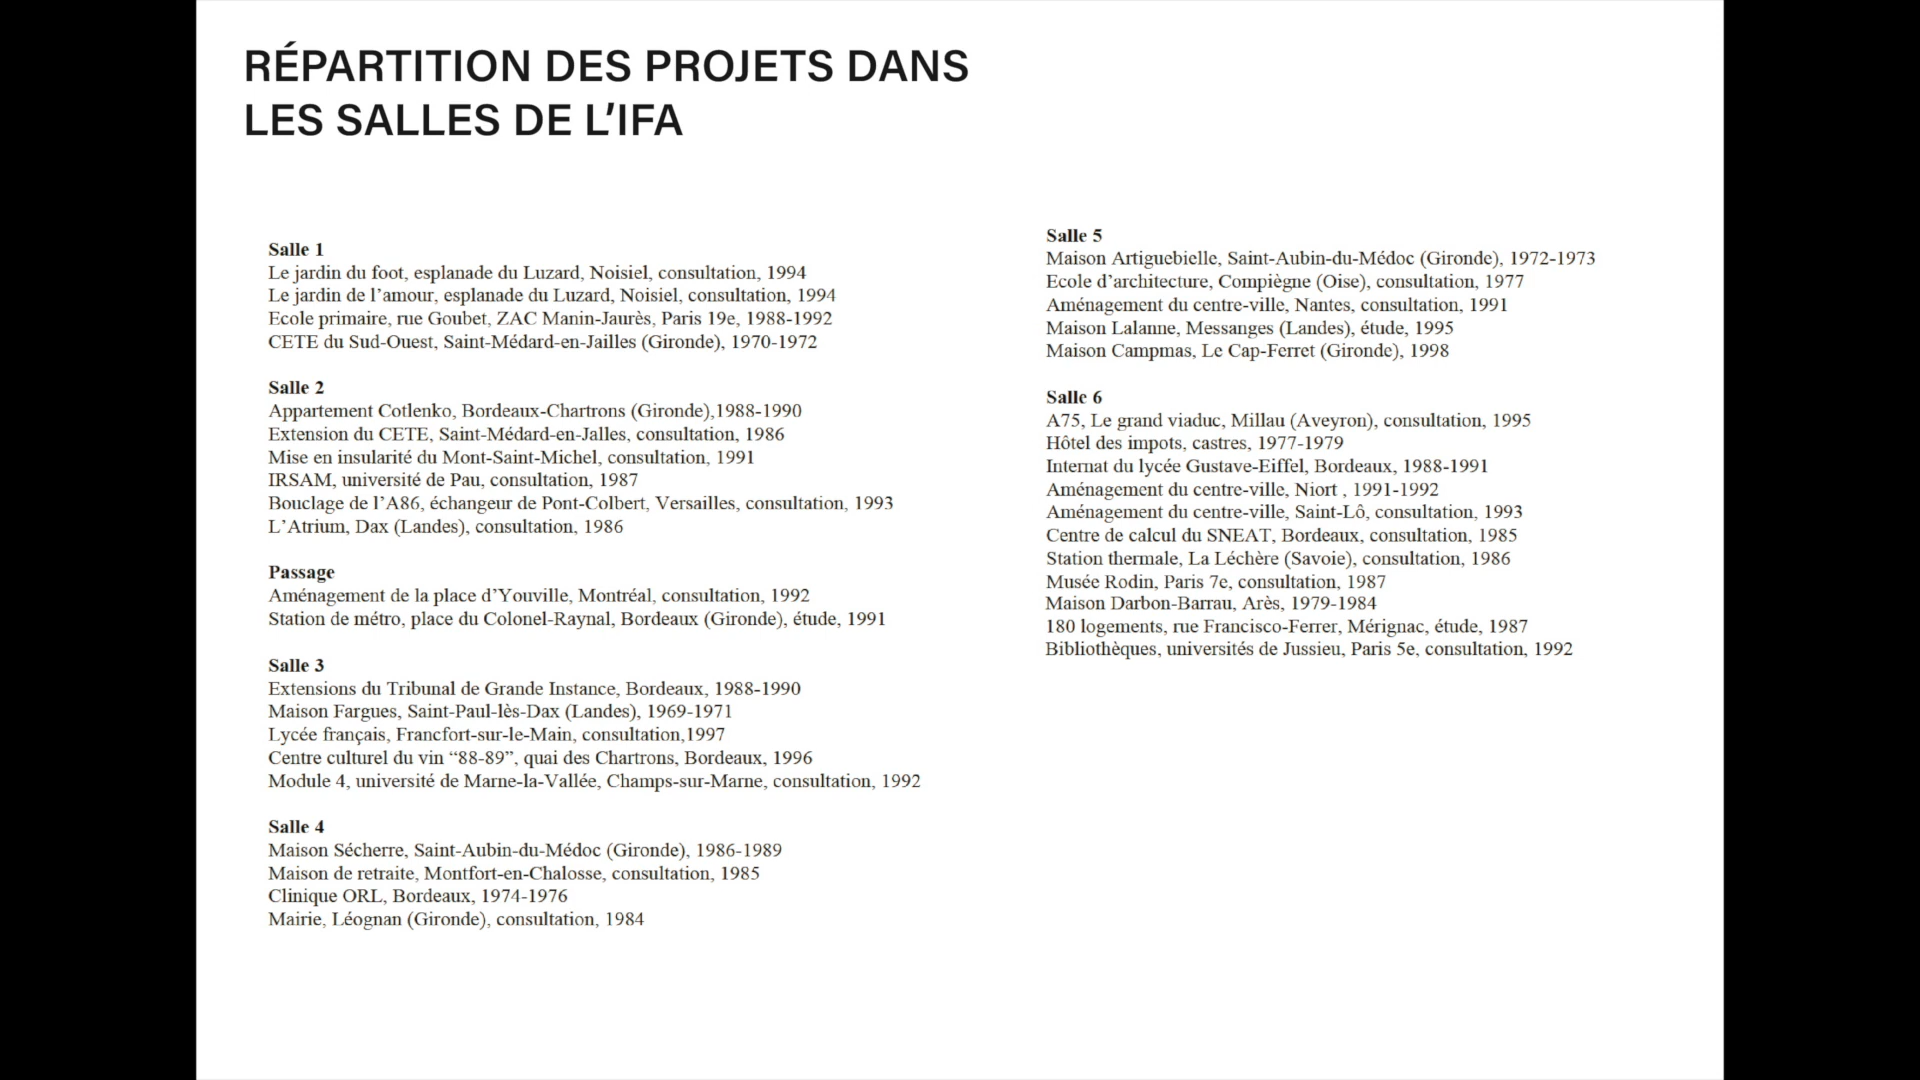 RÉPARTITION DES PROJETS DANS
LES SALLES DE L’IFA
Salle 1
Le jardin du foot, esplanade du Luzard, Noisiel, consultation, 1994
Le jardin de l’amour, esplanade du Luzard, Noisiel, consultation, 1994
Ecole primaire, rue Goubet, ZAC Manin-Jaurès, Paris 19e, 1988-1992
CETE du Sud-Ouest, Saint-Médard-en-Jailles (Gironde), 1970-1972
Salle 2
Appartement Cotlenko, Bordeaux-Chartrons (Gironde),1988-1990
Extension du CETE, Saint-Médard-en-Jalles, consultation, 1986
Mise en insularité du Mont-Saint-Michel, consultation, 1991
IRSAM, université de Pau, consultation, 1987
Bouclage de l’A86, échangeur de Pont-Colbert, Versailles, consultation, 1993
L’Atrium, Dax (Landes), consultation, 1986
Passage
Aménagement de la place d’Youville, Montréal, consultation, 1992
Station de métro, place du Colonel-Raynal, Bordeaux (Gironde), étude, 1991
Salle 3
Extensions du Tribunal de Grande Instance, Bordeaux, 1988-1990
Maison Fargues, Saint-Paul-lès-Dax (Landes), 1969-1971
Lycée français, Francfort-sur-le-Main, consultation,1997
Centre culturel du vin “88-89”, quai des Chartrons, Bordeaux, 1996
Module 4, université de Marne-la-Vallée, Champs-sur-Marne, consultation, 1992
Salle 4
Maison Sécherre, Saint-Aubin-du-Médoc (Gironde), 1986-1989
Maison de retraite, Montfort-en-Chalosse, consultation, 1985
Clinique ORL, Bordeaux, 1974-1976
Mairie, Léognan (Gironde), consultation, 1984
Salle 5
Maison Artiguebielle, Saint-Aubin-du-Médoc (Gironde), 1972-1973
Ecole d’architecture, Compiègne (Oise), consultation, 1977
Aménagement du centre-ville, Nantes, consultation, 1991
Maison Lalanne, Messanges (Landes), étude, 1995
Maison Campmas, Le Cap-Ferret (Gironde), 1998
Salle 6
A75, Le grand viaduc, Millau (Aveyron), consultation, 1995
Hôtel des impots, castres, 1977-1979
Internat du lycée Gustave-Eiffel, Bordeaux, 1988-1991
Aménagement du centre-ville, Niort , 1991-1992
Aménagement du centre-ville, Saint-Lô, consultation, 1993
Centre de calcul du SNEAT, Bordeaux, consultation, 1985
Station thermale, La Léchère (Savoie), consultation, 1986
Musée Rodin, Paris 7e, consultation, 1987
Maison Darbon-Barrau, Arès, 1979-1984
180 logements, rue Francisco-Ferrer, Mérignac, étude, 1987
Bibliothèques, universités de Jussieu, Paris 5e, consultation, 1992